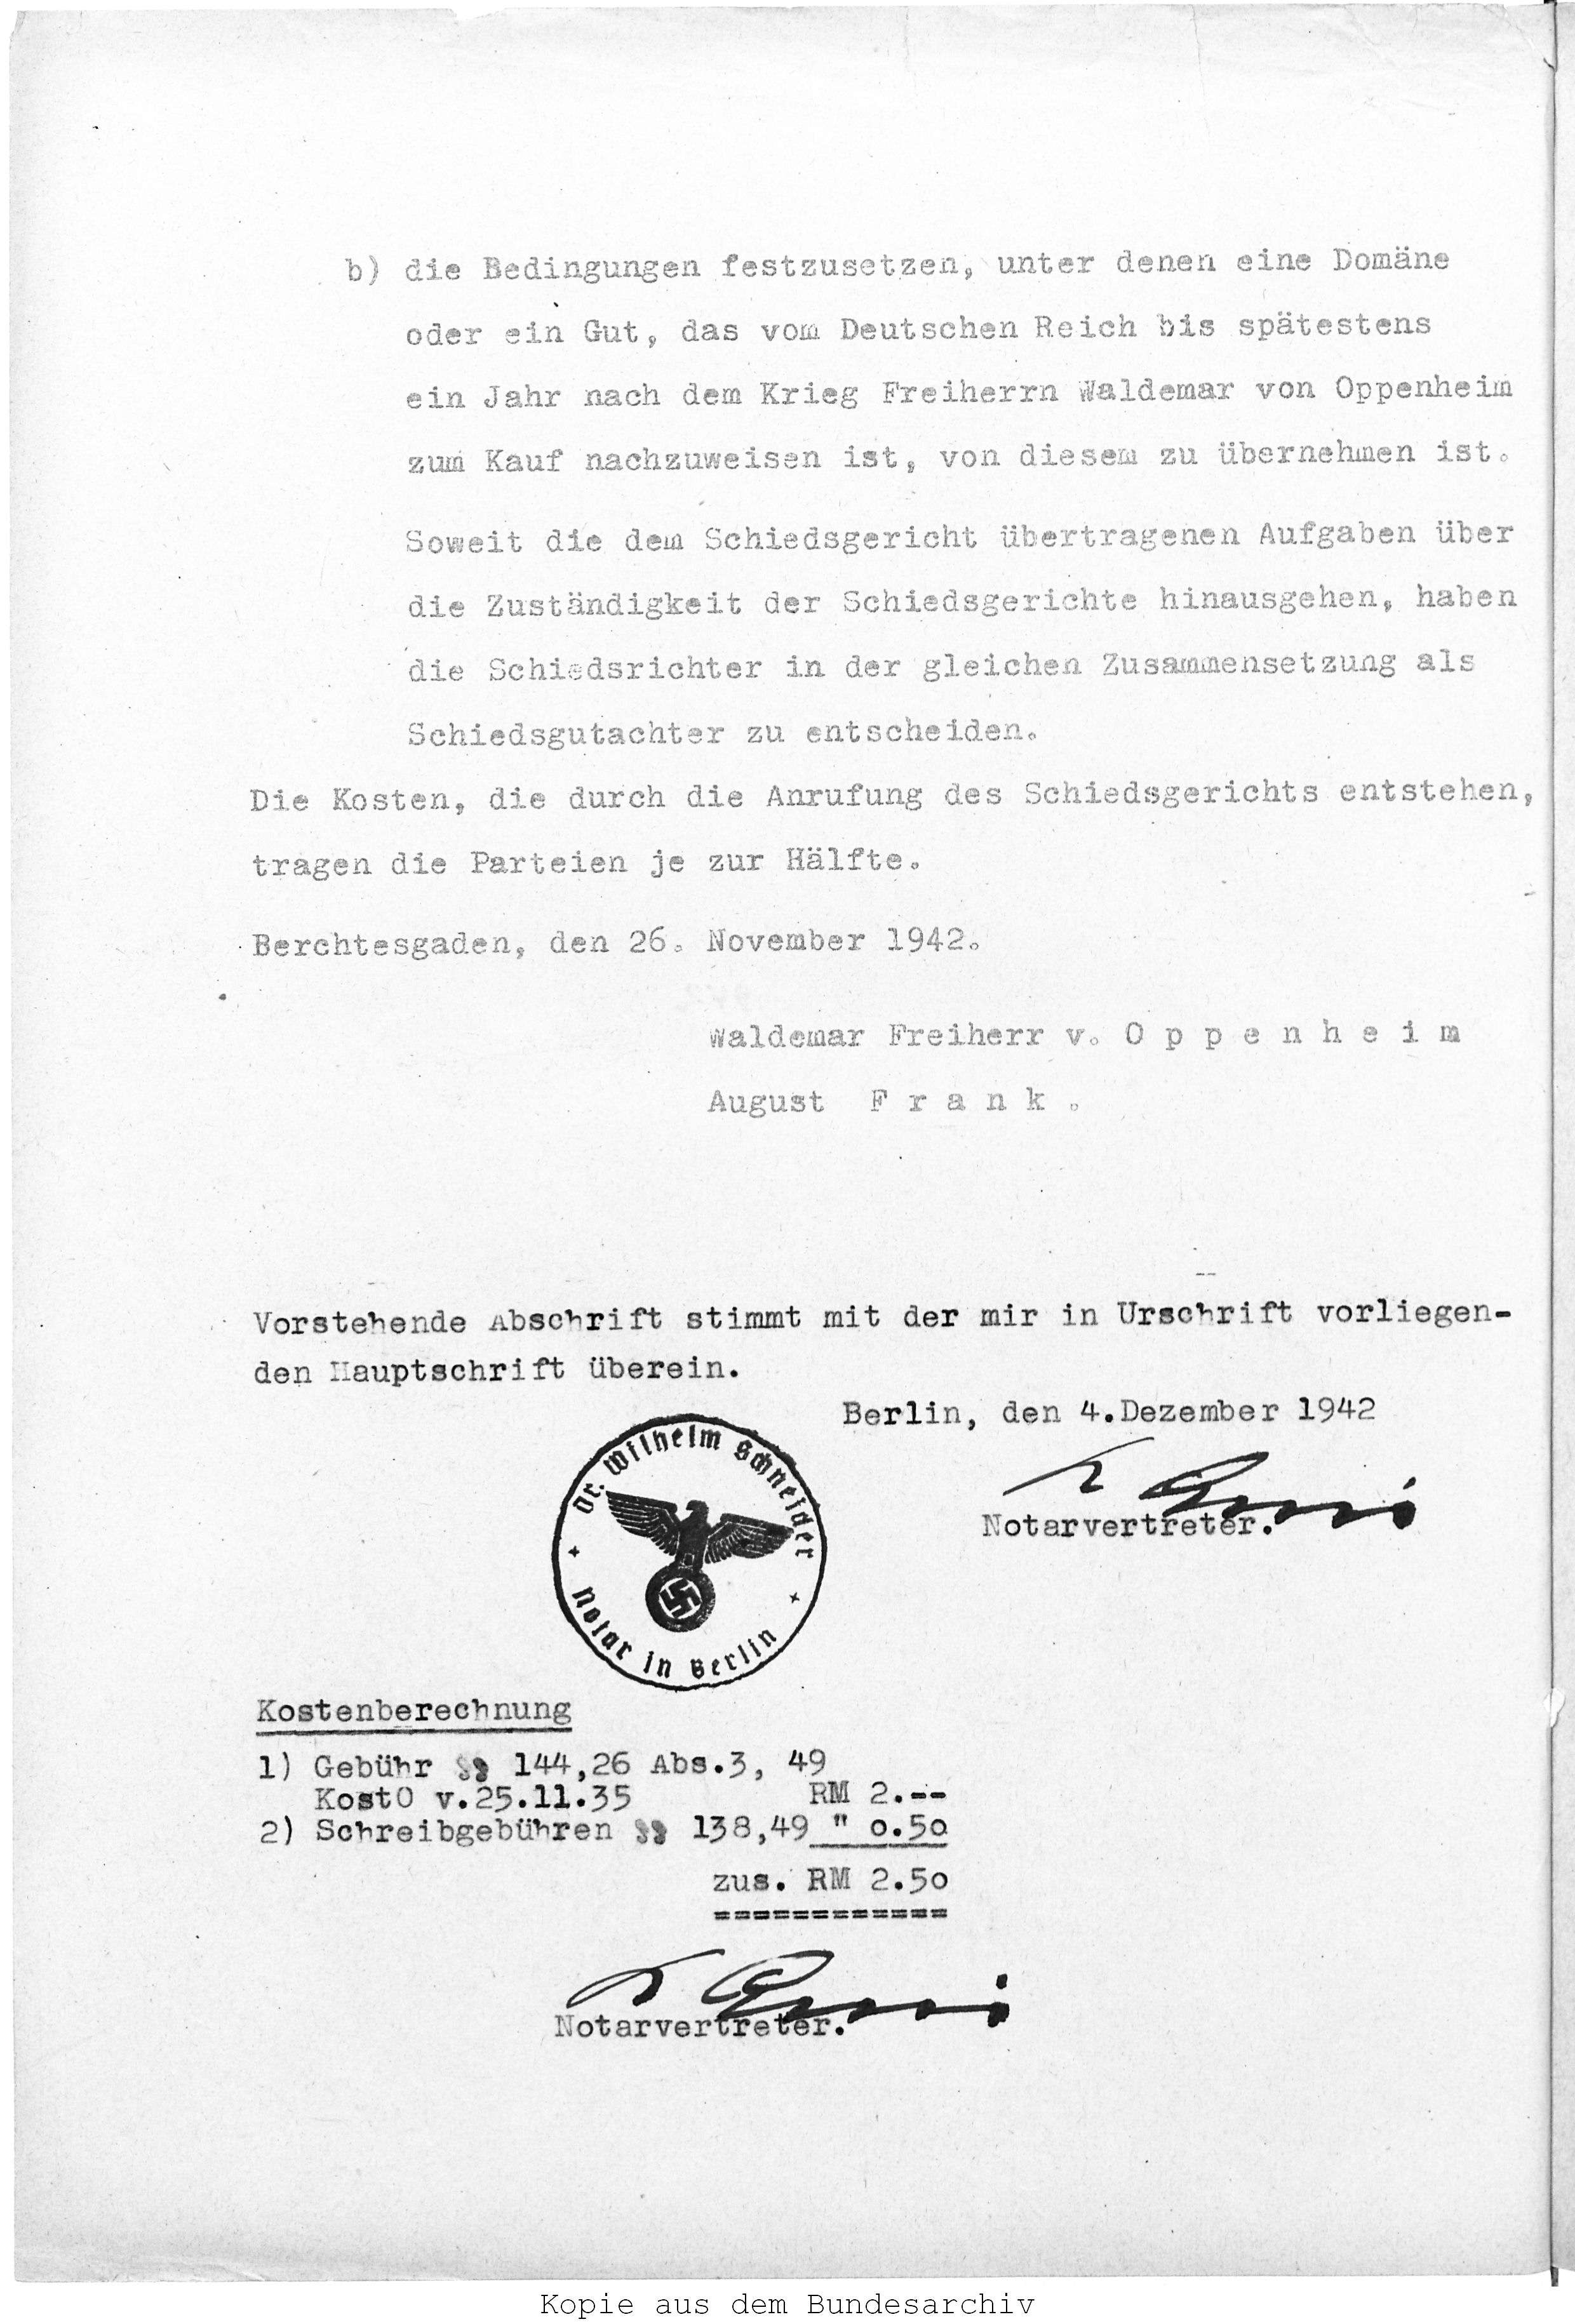 b) die Bedingungen festzusetzen, unter denen eine Domäne
oder ein Gut, das vom Deutschen Reich bis spätestens
ein Jahr nach dem Krieg Freiherrn Waldemar von Oppenheim
zum Kauf nachzuweisen ist, von diesem zu übernehmen ist.
Soweit die dem Schiedsgericht übertragenen Aufgaben über
die Zuständigkeit der Schiedsgerichte hinausgehen, haben
die Schiedsrichter in der gleichen Zusammensetzung als
Schiedsgutachter zu entscheiden.
Die Kosten, die durch die Anrufung des Schiedsgerichts entstehen,
tragen die Parteien je zur Hälfte.
Berchtesgaden, den 26. November 1942.
Waldemar Freiherr v. O p p e n h e i m
August F r a n k .
Vorstehende Abschrift stimmt mit der mir in Urschrift vorliegen-
den Hauptschrift überein.
Berlin, den 4.Dezember 1942
Notarvertreter.
Dr. Wilhelm Schneider
Notar in Berlin
Kostenberechnung
1) Gebühr §§ 144,26 Abs.3, 49
KostO v.25.11.35 RM 2.--
2) Schreibgebühren §§ 138,49 " 0.50
zus. RM 2.50
============
Notarvertreter.
Kopie aus dem Bundesarchiv